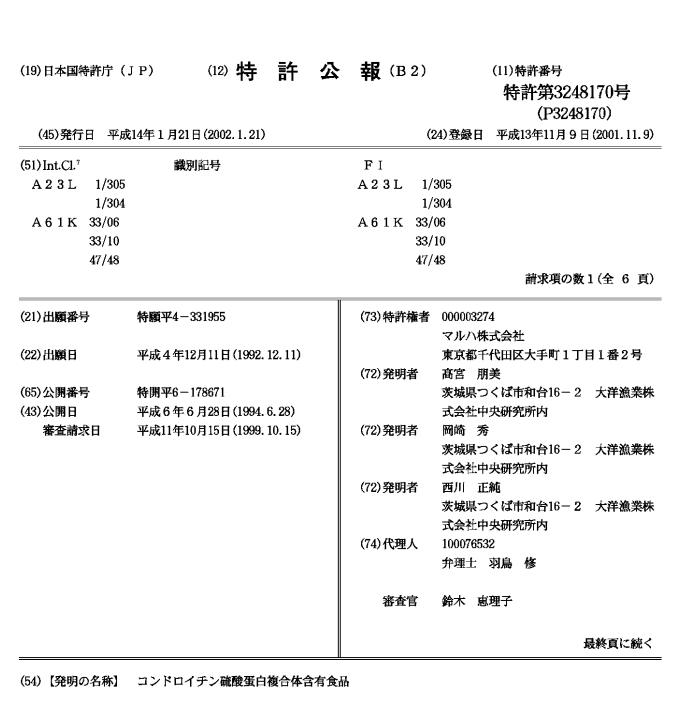 (19)日本国特許庁(JP) (12) 特許公報(B2) (11)特許番号
特許第3248170号
(P3248170)
(45)発行日 平成14年1月21日(2002.1.21) (24)登録日 平成13年11月9日(2001.11.9)
(51)Int.Cl.⁷ 識別記号 FI
A23L 1/305 A23L 1/305
1/304 1/304
A61K 33/06 A61K 33/06
33/10 33/10
47/48 47/48
請求項の数1(全 6 頁)
(21)出願番号 特願平4-331955
(22)出願日 平成4年12月11日(1992.12.11)
(65)公開番号 特開平6-178671
(43)公開日 平成6年6月28日(1994.6.28)
審査請求日 平成11年10月15日(1999.10.15)
(73)特許権者 000003274
マルハ株式会社
東京都千代田区大手町1丁目1番2号
(72)発明者 高宮 朋美
茨城県つくば市和台16-2 大洋漁業株
式会社中央研究所内
(72)発明者 岡崎 秀
茨城県つくば市和台16-2 大洋漁業株
式会社中央研究所内
(72)発明者 西川 正純
茨城県つくば市和台16-2 大洋漁業株
式会社中央研究所内
(74)代理人 100076532
弁理士 羽鳥 修
審査官 鈴木 恵理子
最終頁に続く
(54)【発明の名称】 コンドロイチン硫酸蛋白複合体含有食品